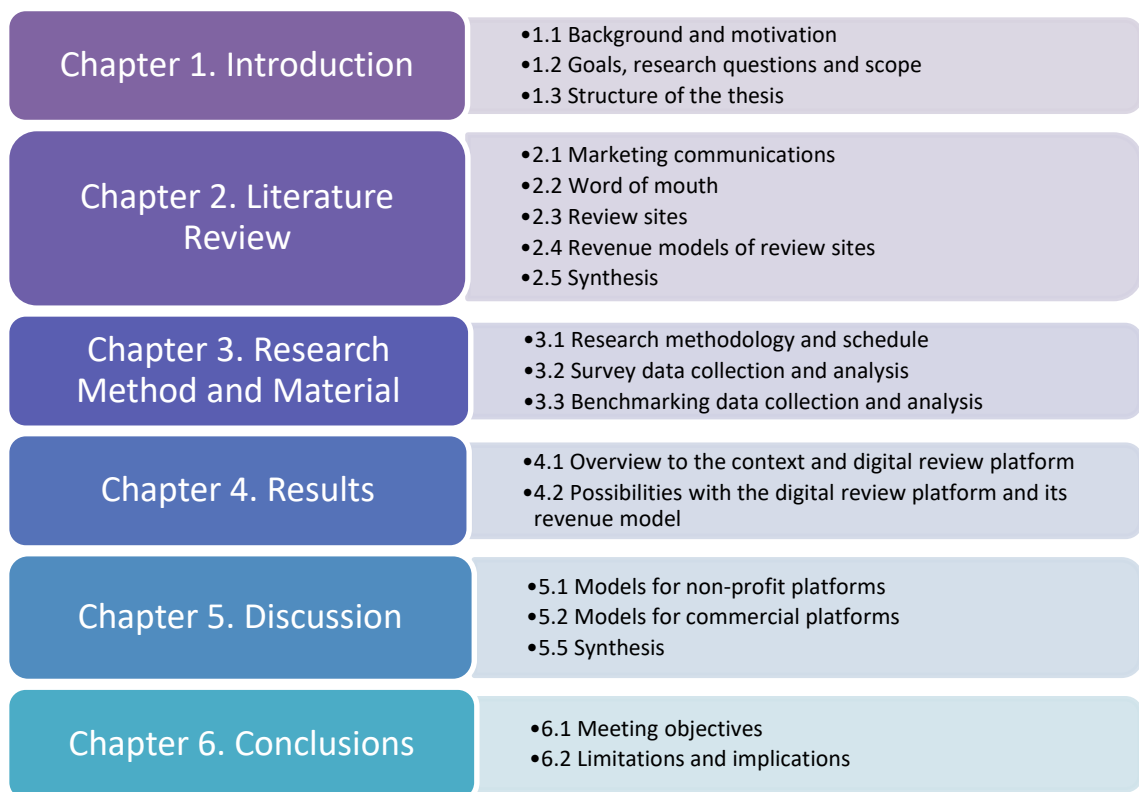 Chapter 1. Introduction
•1.1 Background and motivation
•1.2 Goals, research questions and scope
•1.3 Structure of the thesis
Chapter 2. Literature
Review
•2.1 Marketing communications
•2.2 Word of mouth
•2.3 Review sites
•2.4 Revenue models of review sites
•2.5 Synthesis
Chapter 3. Research
Method and Material
•3.1 Research methodology and schedule
•3.2 Survey data collection and analysis
•3.3 Benchmarking data collection and analysis
Chapter 4. Results
•4.1 Overview to the context and digital review platform
•4.2 Possibilities with the digital review platform and its
revenue model
Chapter 5. Discussion
•5.1 Models for non-profit platforms
•5.2 Models for commercial platforms
•5.5 Synthesis
Chapter 6. Conclusions
•6.1 Meeting objectives
•6.2 Limitations and implications